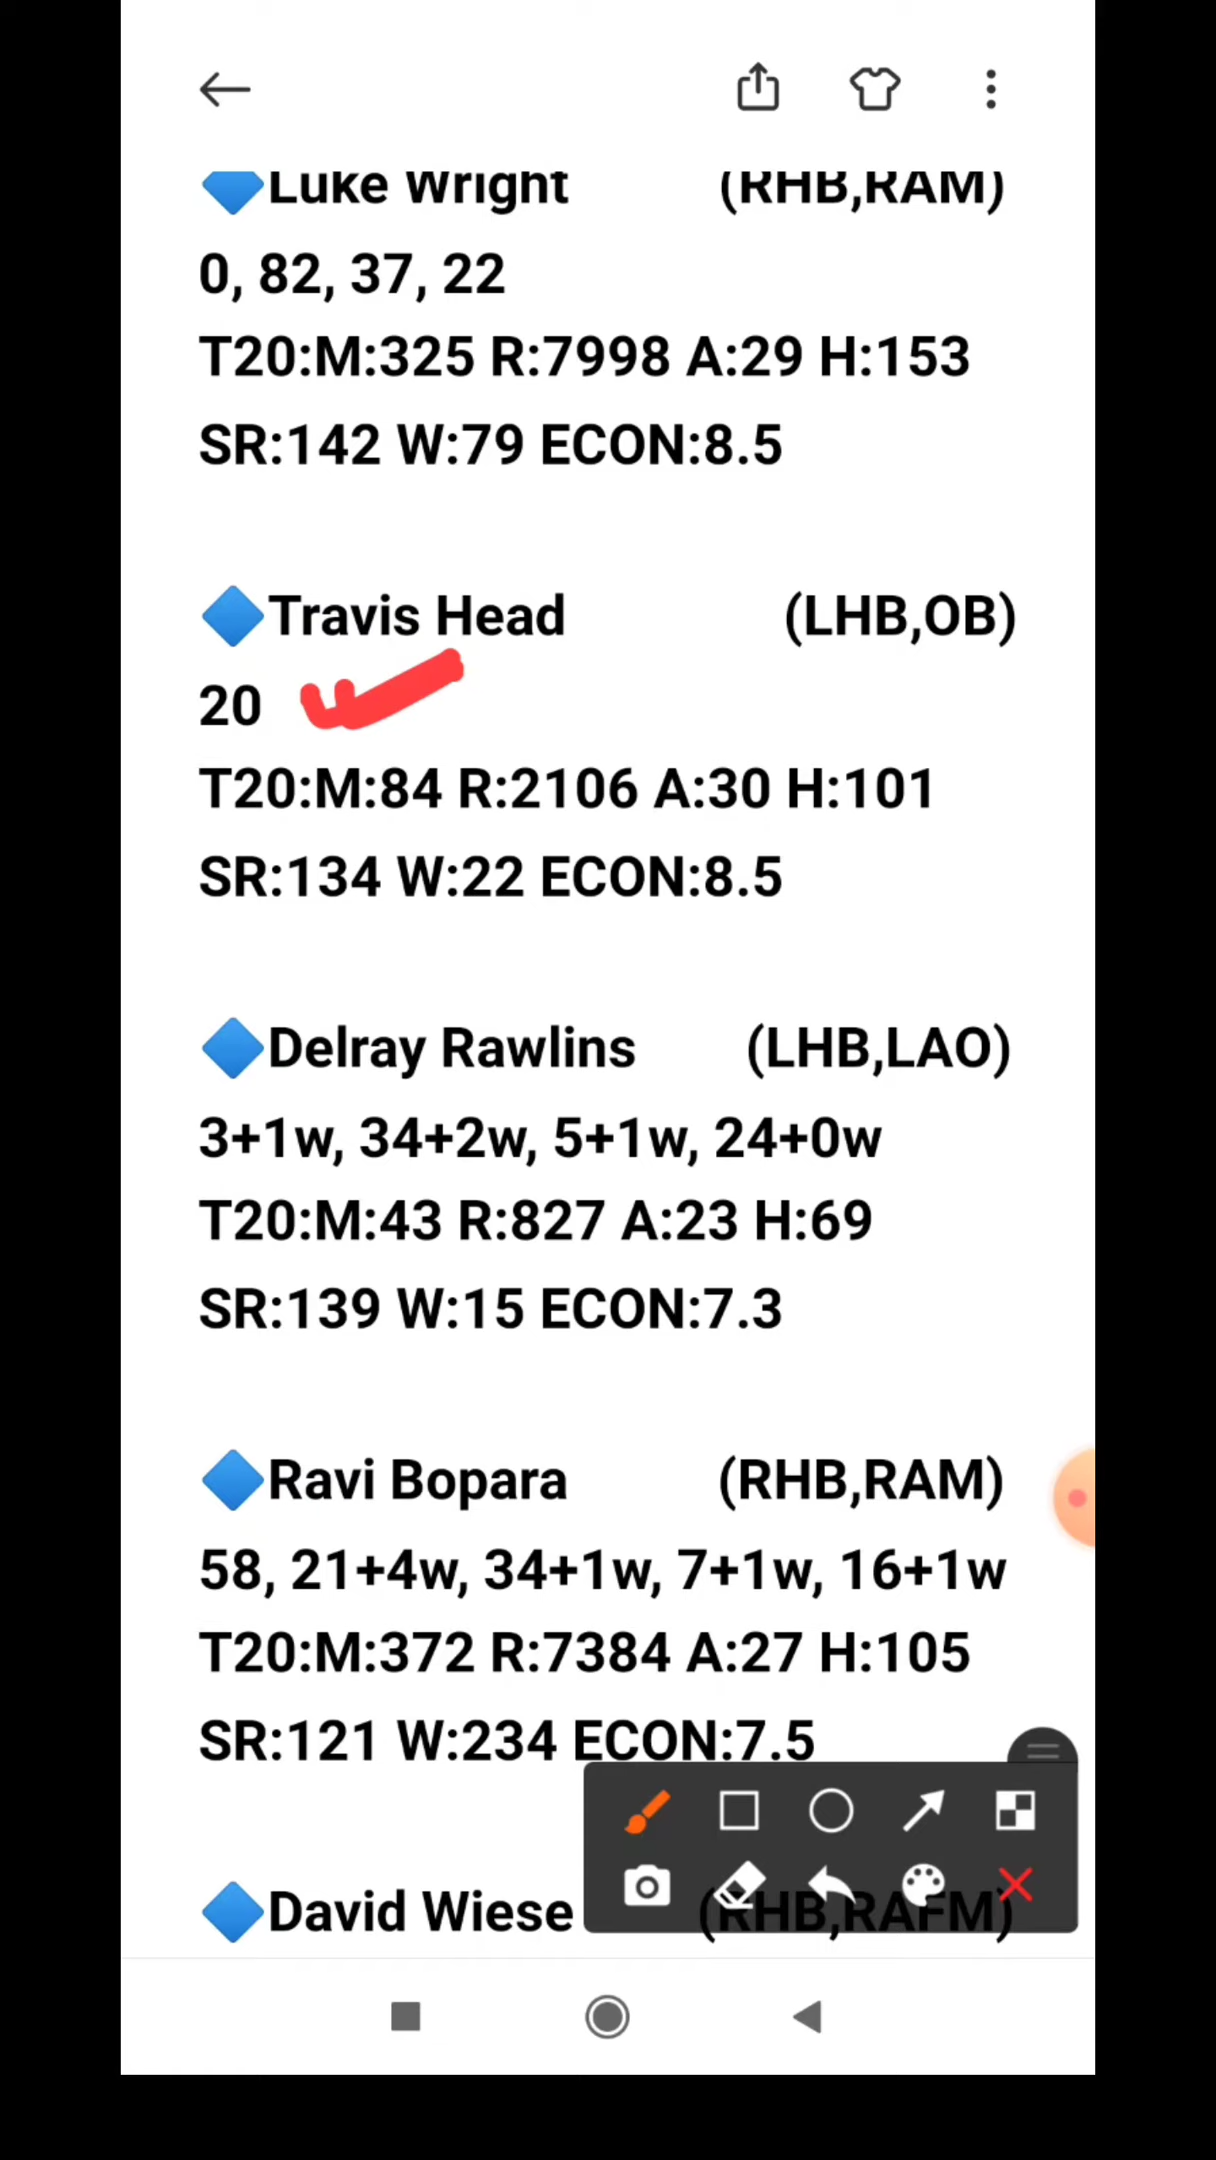 🔷Luke Wright (RHB,RAM)
0, 82, 37, 22
T20:M:325 R:7998 A:29 H:153
SR:142 W:79 ECON:8.5
🔷Travis Head (LHB,OB)
20
T20:M:84 R:2106 A:30 H:101
SR:134 W:22 ECON:8.5
🔷Delray Rawlins (LHB,LAO)
3+1w, 34+2w, 5+1w, 24+0w
T20:M:43 R:827 A:23 H:69
SR:139 W:15 ECON:7.3
🔷Ravi Bopara (RHB,RAM)
58, 21+4w, 34+1w, 7+1w, 16+1w
T20:M:372 R:7384 A:27 H:105
SR:121 W:234 ECON:7.5
🔷David Wiese (RHB,RAFM)